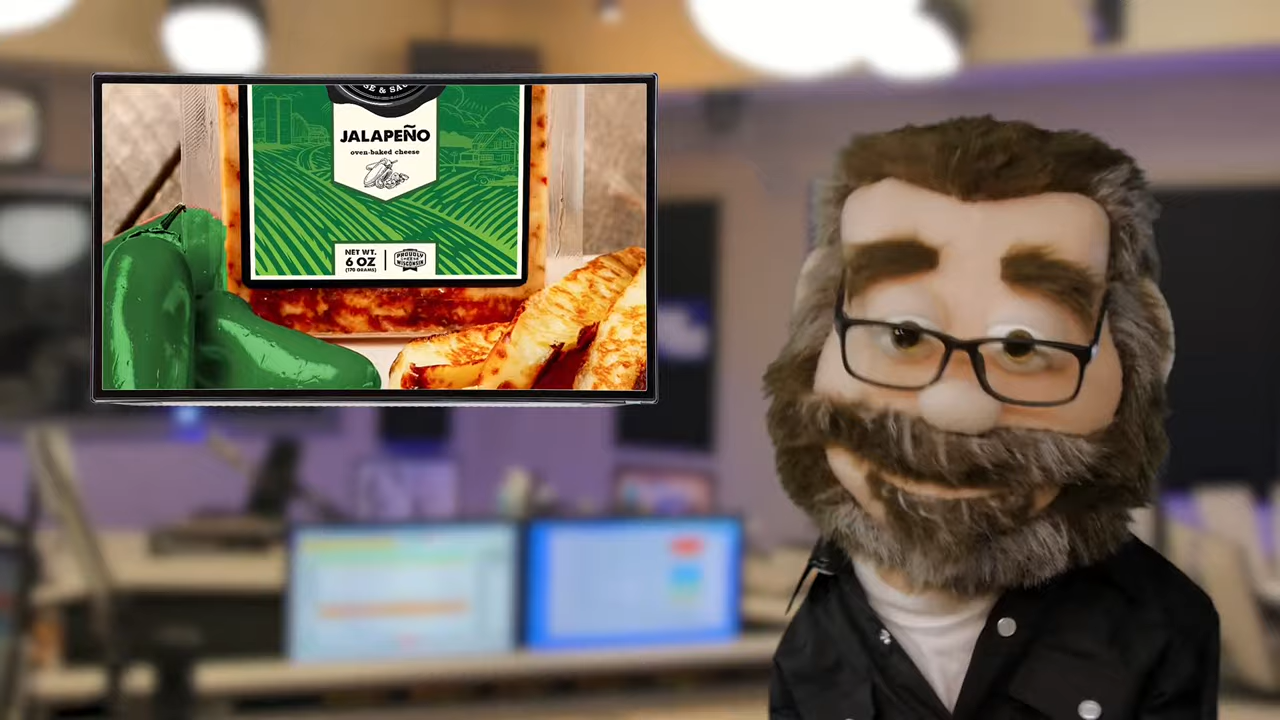 JALAPEÑO
oven-baked cheese
NET WT.
6 OZ
(170 GRAMS)
PROUDLY
WISCONSIN